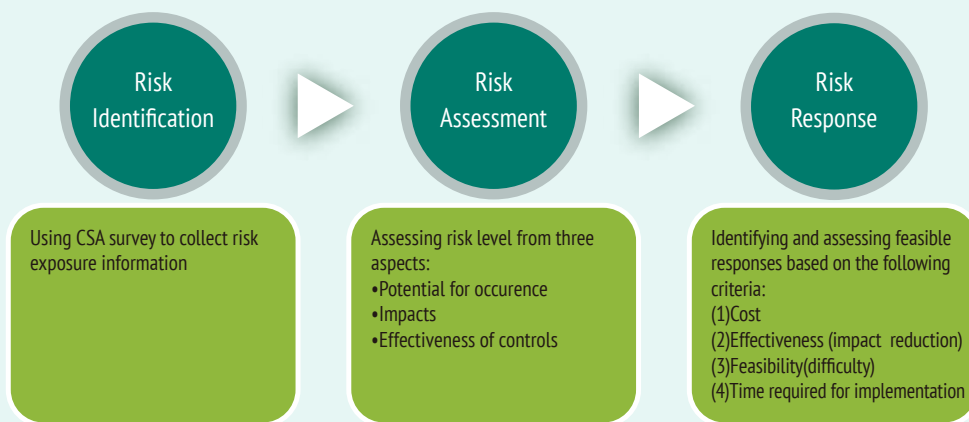 Risk
Identification
Using CSA survey to collect risk
exposure information
Risk
Assessment
Assessing risk level from three
aspects:
•Potential for occurence
•Impacts
•Effectiveness of controls
Risk
Response
Identifying and assessing feasible
responses based on the following
criteria:
(1)Cost
(2)Effectiveness (impact reduction)
(3)Feasibility(difficulty)
(4)Time required for implementation